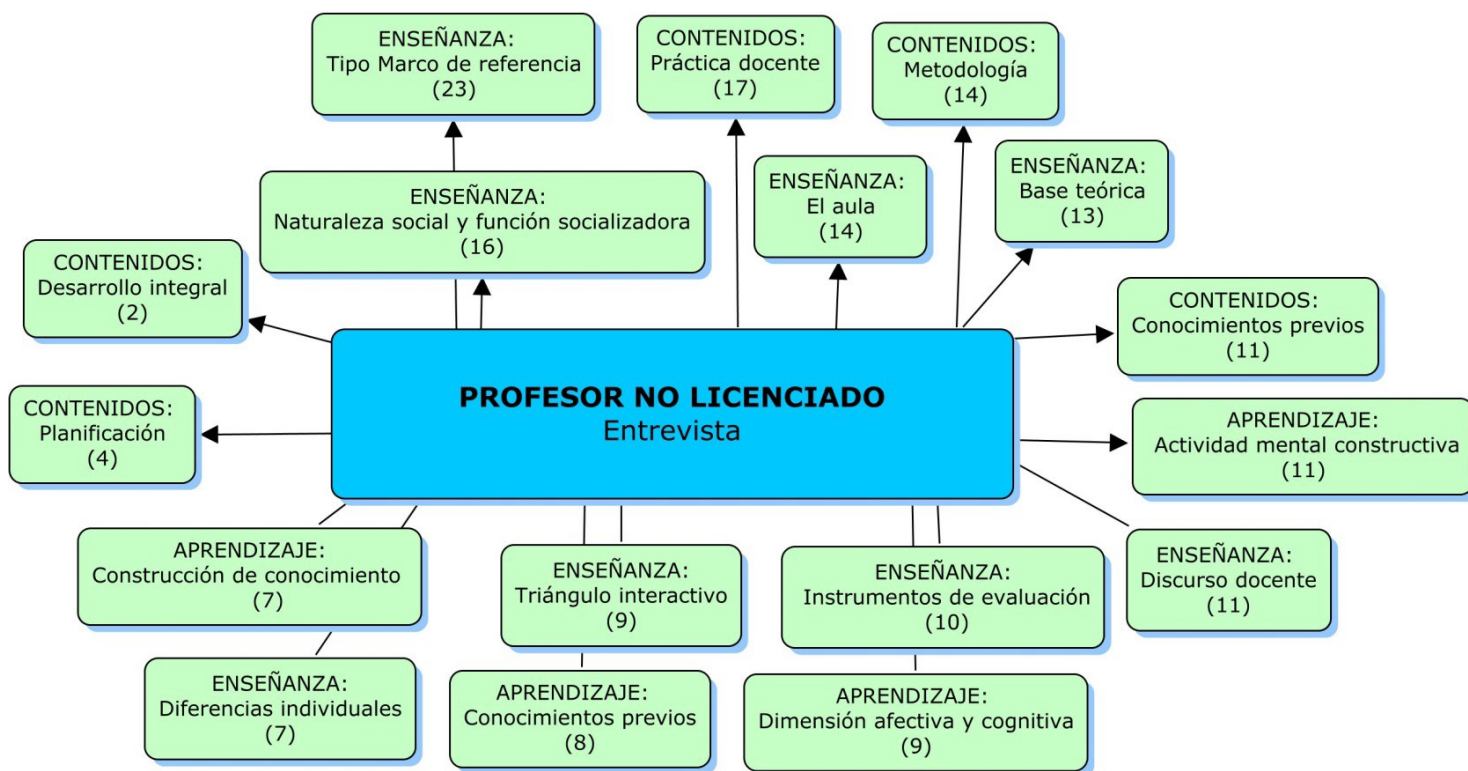 ENSEÑANZA:
Tipo Marco de referencia
(23)
CONTENIDOS:
Práctica docente
(17)
CONTENIDOS:
Metodología
(14)
ENSEÑANZA:
Naturaleza social y función socializadora
(16)
ENSEÑANZA:
El aula
(14)
ENSEÑANZA:
Base teórica
(13)
CONTENIDOS:
Desarrollo integral
(2)
CONTENIDOS:
Conocimientos previos
(11)
PROFESOR NO LICENCIADO
Entrevista
CONTENIDOS:
Planificación
(4)
APRENDIZAJE:
Actividad mental constructiva
(11)
APRENDIZAJE:
Construcción de conocimiento
(7)
ENSEÑANZA:
Triángulo interactivo
(9)
ENSEÑANZA:
Instrumentos de evaluación
(10)
ENSEÑANZA:
Discurso docente
(11)
ENSEÑANZA:
Diferencias individuales
(7)
APRENDIZAJE:
Conocimientos previos
(8)
APRENDIZAJE:
Dimensión afectiva y cognitiva
(9)